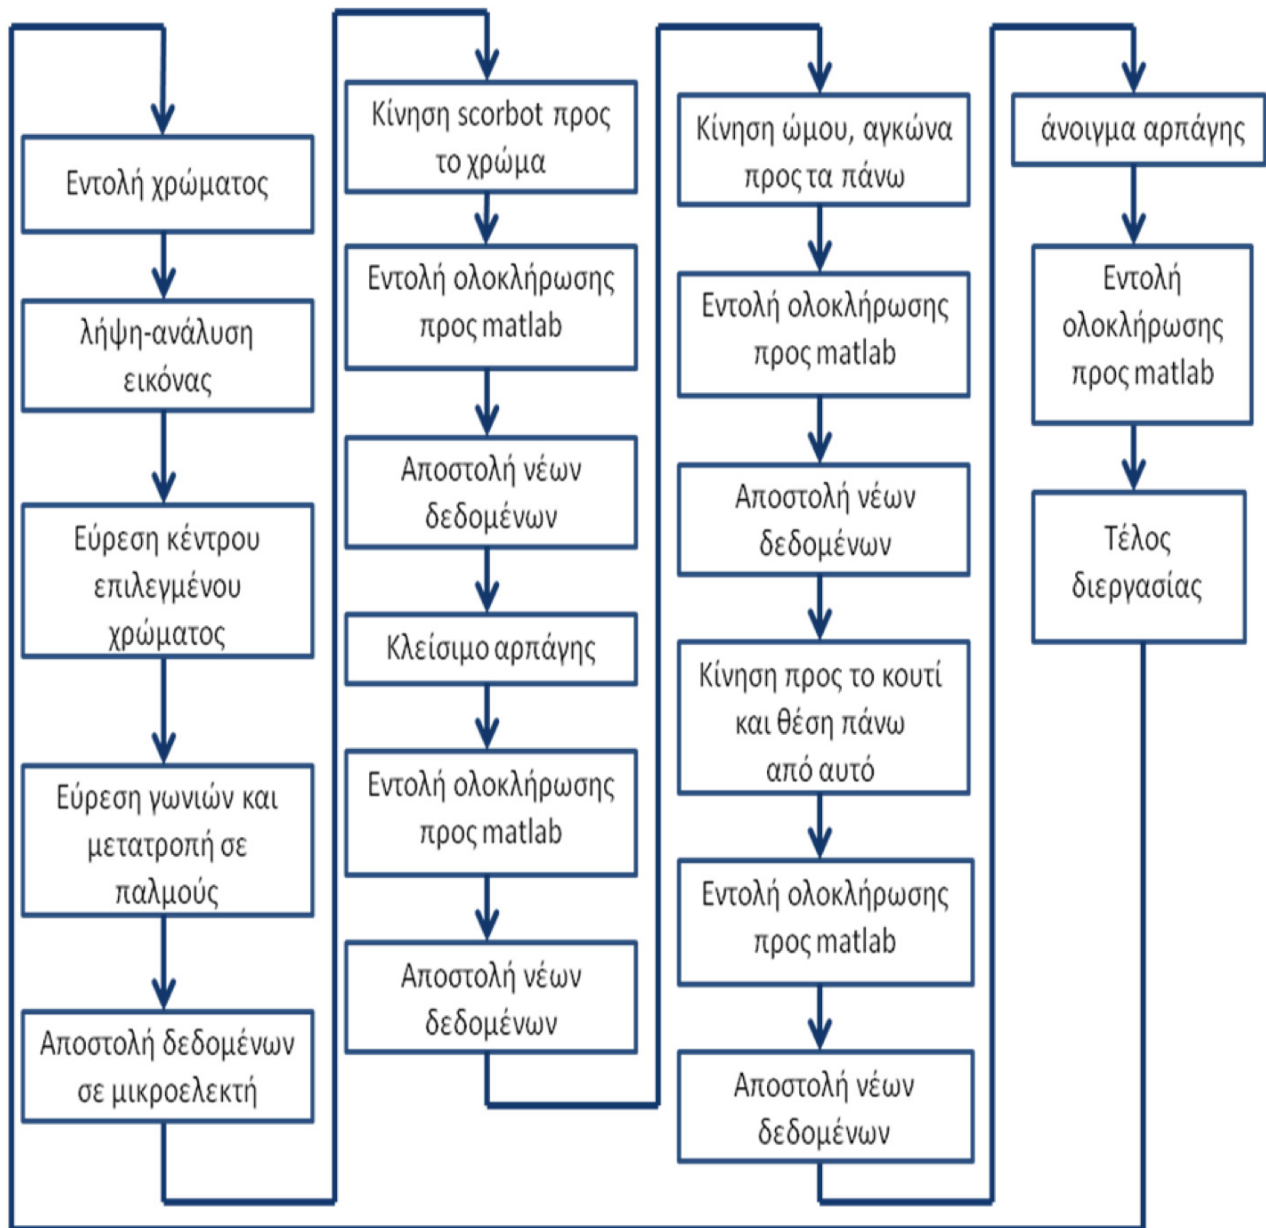 Εντολή χρώματος
λήψη-ανάλυση
εικόνας
Εύρεση κέντρου
επιλεγμένου
χρώματος
Εύρεση γωνιών και
μετατροπή σε
παλμούς
Αποστολή δεδομένων
σε μικροελεκτή
Κίνηση scorbot προς
το χρώμα
Εντολή ολοκλήρωσης
προς matlab
Αποστολή νέων
δεδομένων
Κλείσιμο αρπάγης
Εντολή ολοκλήρωσης
προς matlab
Αποστολή νέων
δεδομένων
Κίνηση ώμου, αγκώνα
προς τα πάνω
Εντολή ολοκλήρωσης
προς matlab
Αποστολή νέων
δεδομένων
Κίνηση προς το κουτί
και θέση πάνω
από αυτό
Εντολή ολοκλήρωσης
προς matlab
Αποστολή νέων
δεδομένων
άνοιγμα αρπάγης
Εντολή
ολοκλήρωσης
προς matlab
Τέλος
διεργασίας